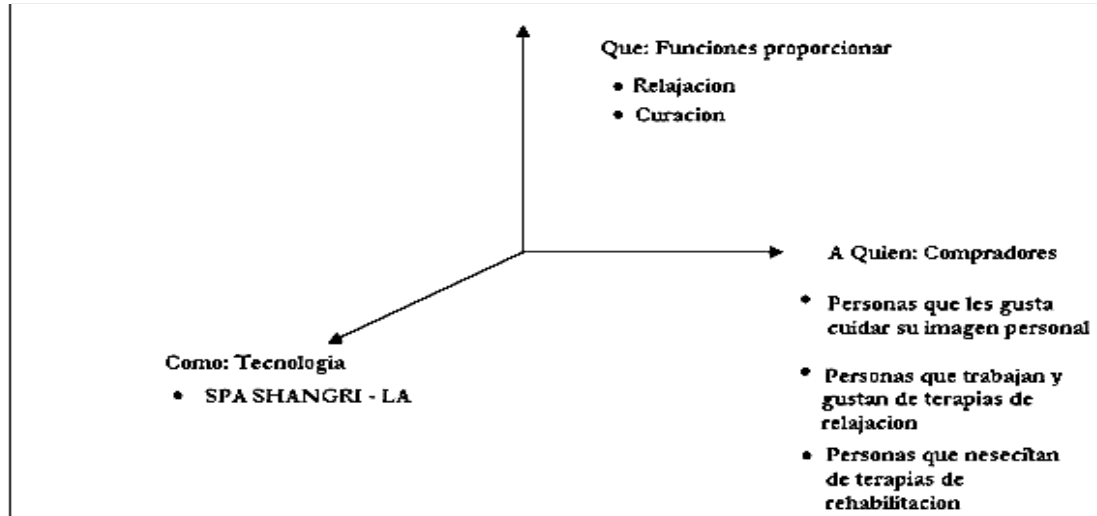 Que: Funciones proporcionar
• Relajacion
• Curacion
A Quien: Compradores
• Personas que les gusta
cuidar su imagen personal
• Personas que trabajan y
gustan de terapias de
relajacion
• Personas que nesecitan
de terapias de
rehabilitacion
Como: Tecnologia
• SPA SHANGRI - LA